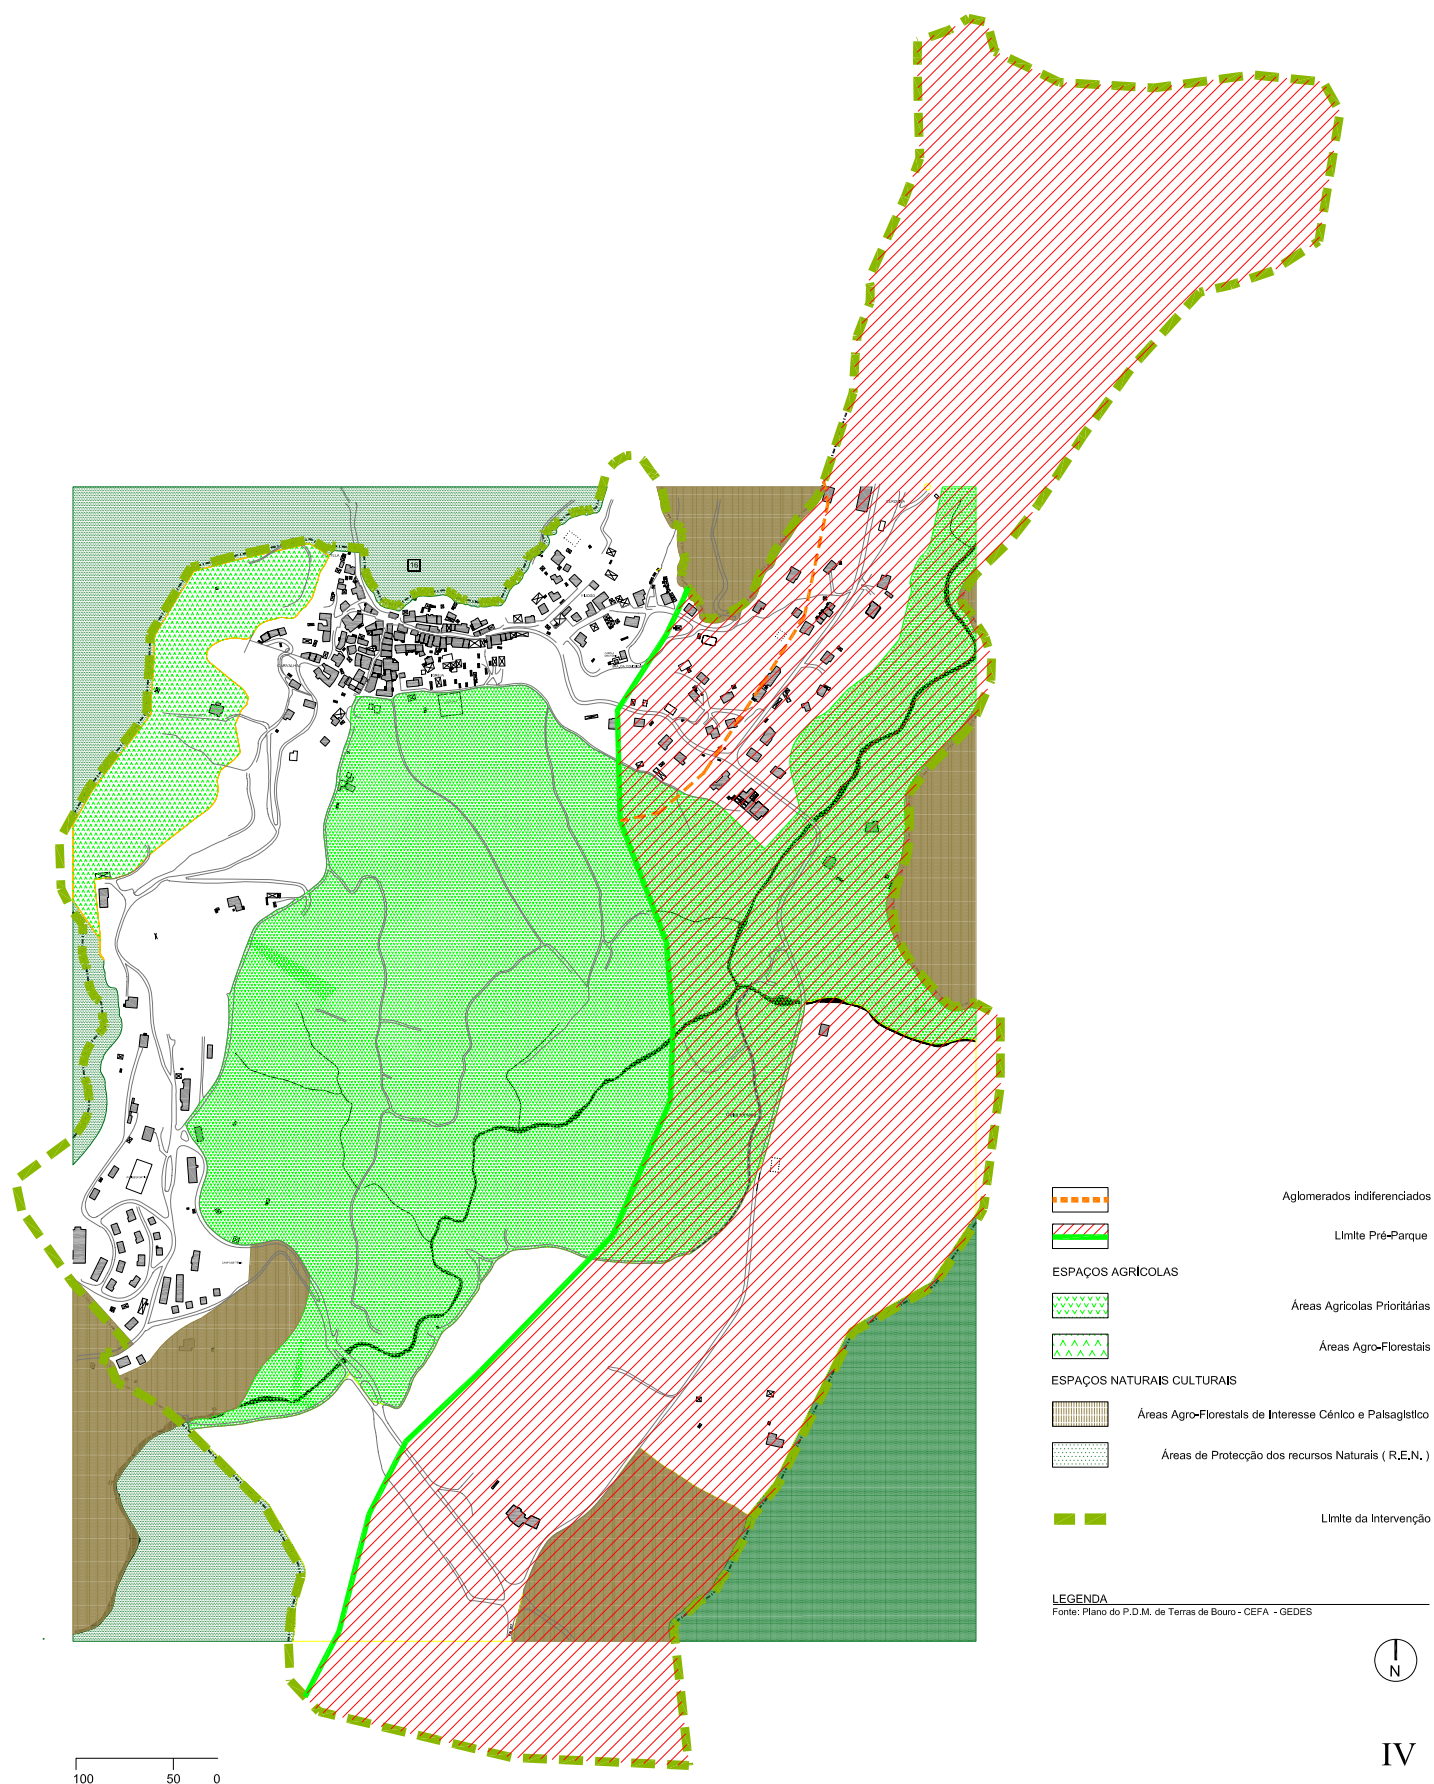 16
Aglomerados indiferenciados
Limite Pré-Parque
ESPAÇOS AGRÍCOLAS
Áreas Agricolas Prioritárias
Áreas Agro-Florestais
ESPAÇOS NATURAIS CULTURAIS
Áreas Agro-Florestais de Interesse Cénico e Paisagístico
Áreas de Protecção dos recursos Naturais ( R.E.N. )
Limite da Intervenção
LEGENDA
Fonte: Plano do P.D.M. de Terras de Bouro - CEFA - GEDES
N
IV
100 50 0